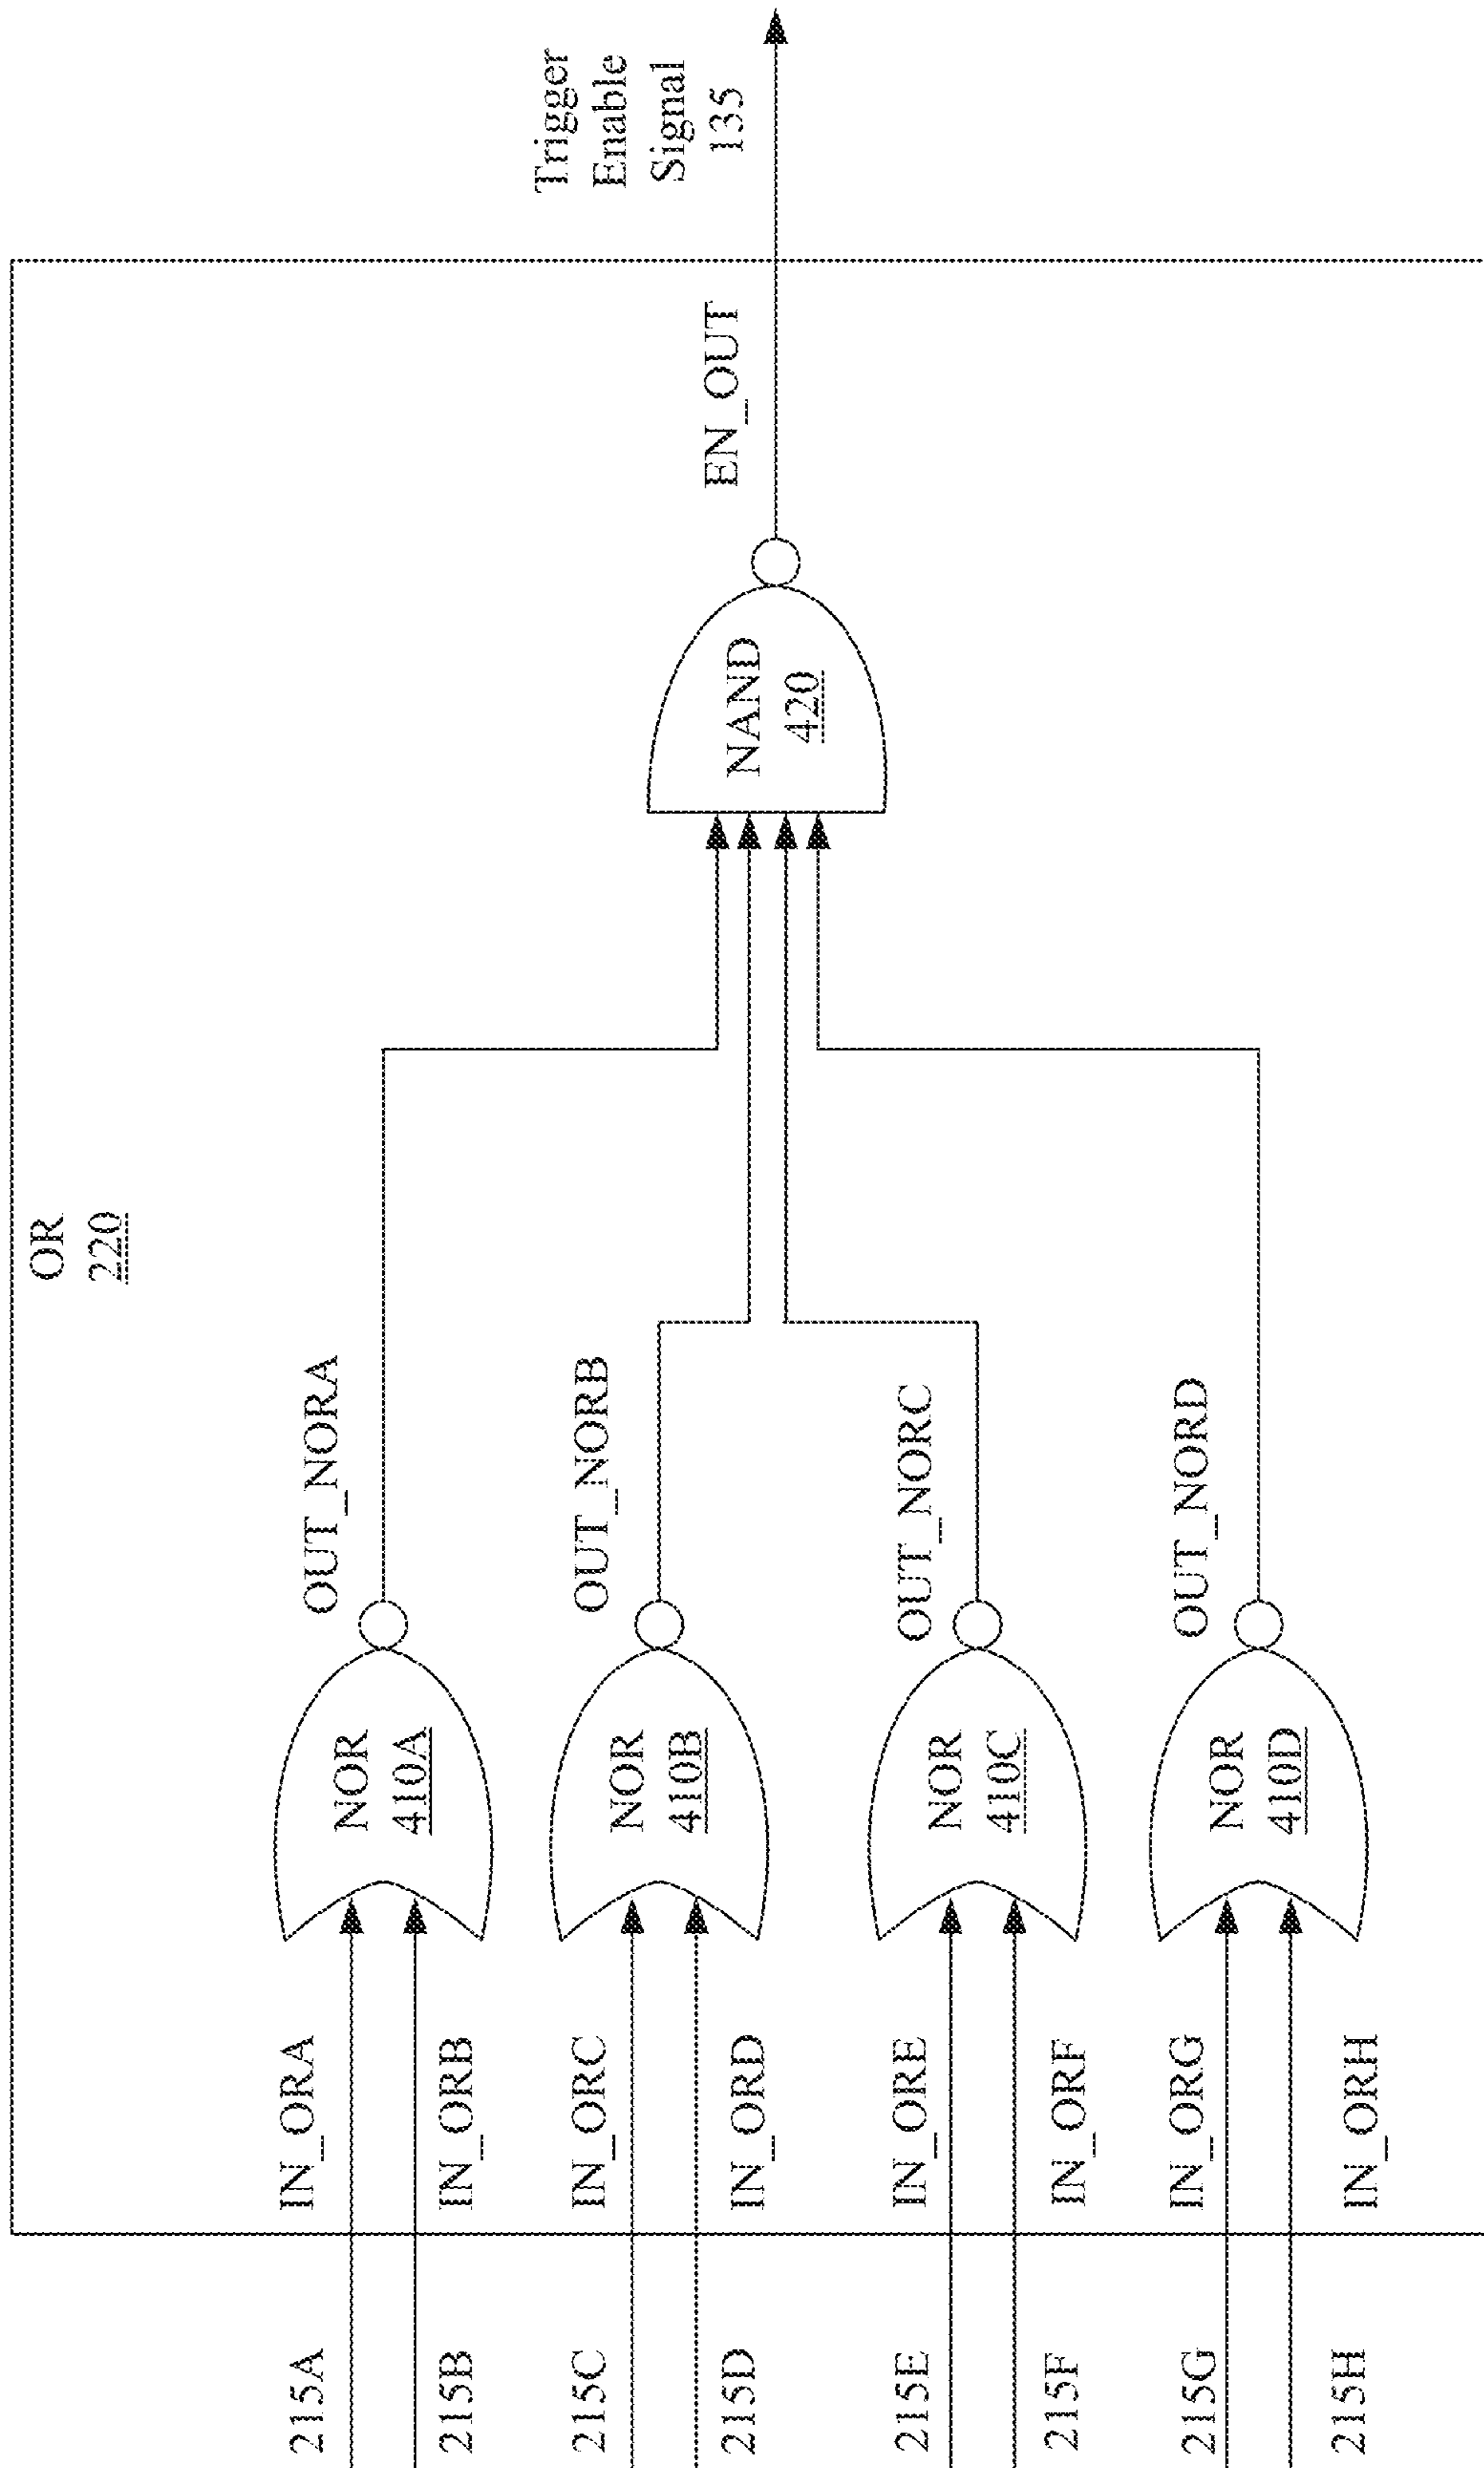 OR
220
215A
IN_ORA
215B
IN_ORB
NOR
410A
OUT_NORA
215C
IN_ORC
215D
IN_ORD
NOR
410B
OUT_NORB
215E
IN_ORE
215F
IN_ORF
NOR
410C
OUT_NORC
215G
IN_ORG
215H
IN_ORH
NOR
410D
OUT_NORD
NAND
420
EN_OUT
Trigger
Enable
Signal
135